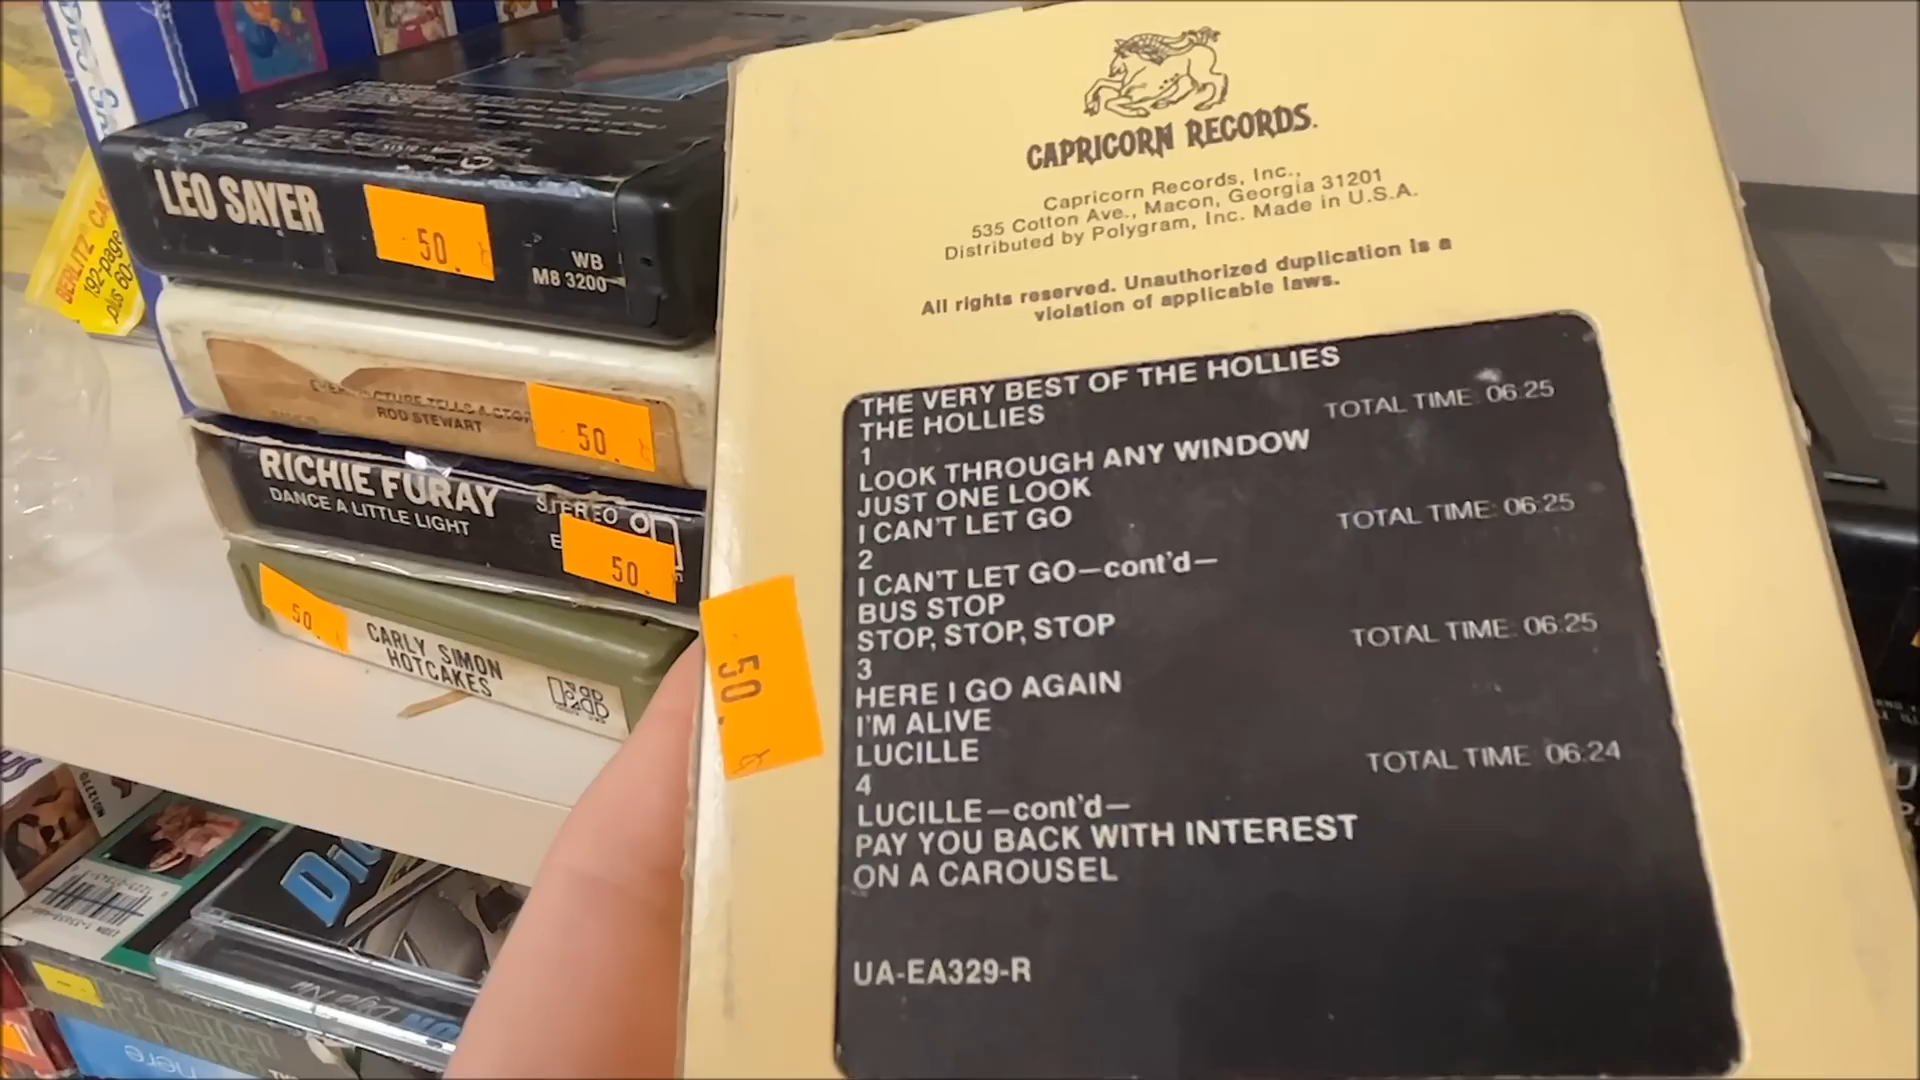 LEO SAYER
50.
WB
M8 3200
ROD STEWART
50.
RICHIE FURAY
DANCE A LITTLE LIGHT
STEREO
50.
50.
CARLY SIMON
HOTCAKES
BERLITZ
192-page
plus 60-
CAPRICORN RECORDS.
Capricorn Records, Inc.,
535 Cotton Ave., Macon, Georgia 31201
Distributed by Polygram, Inc. Made in U.S.A.
All rights reserved. Unauthorized duplication is a
violation of applicable laws.
THE VERY BEST OF THE HOLLIES
THE HOLLIES
TOTAL TIME: 06:25
1
LOOK THROUGH ANY WINDOW
JUST ONE LOOK
I CAN'T LET GO
TOTAL TIME: 06:25
2
I CAN'T LET GO—cont'd—
BUS STOP
STOP, STOP, STOP
TOTAL TIME: 06:25
3
HERE I GO AGAIN
I'M ALIVE
LUCILLE
TOTAL TIME 06:24
4
LUCILLE—cont'd—
PAY YOU BACK WITH INTEREST
ON A CAROUSEL
UA-EA329-R
50.